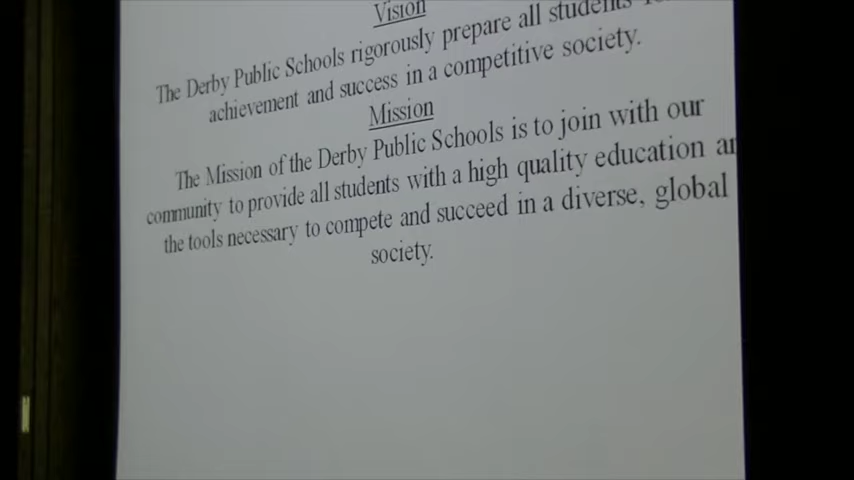 Vision
The Derby Public Schools rigorously prepare all students
achievement and success in a competitive society.
Mission
The Mission of the Derby Public Schools is to join with our
community to provide all students with a high quality education
the tools necessary to compete and succeed in a diverse, global
society.